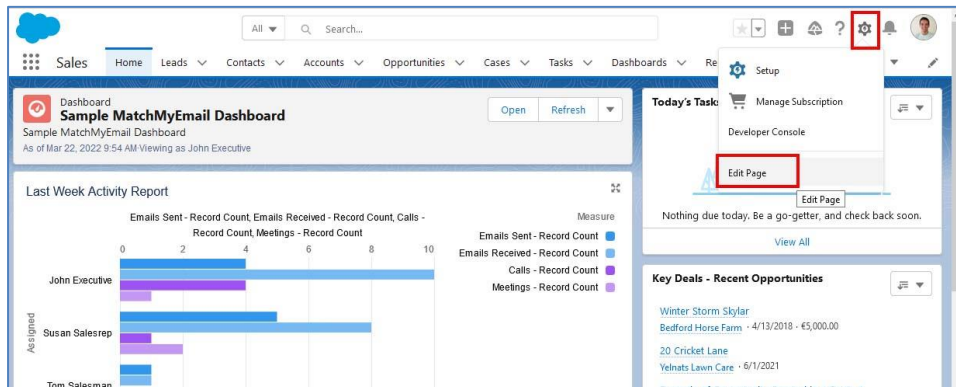 All
Search...
Sales
Home
Leads
Contacts
Accounts
Opportunities
Cases
Tasks
Dashboards
Re
Setup
Manage Subscription
Developer Console
Edit Page
Edit Page
Dashboard
Sample MatchMyEmail Dashboard
Sample MatchMyEmail Dashboard
As of Mar 22, 2022 9:54 AM·Viewing as John Executive
Open
Refresh
Last Week Activity Report
Emails Sent - Record Count, Emails Received - Record Count, Calls -
Record Count, Meetings - Record Count
0 2 4 6 8 10
Measure
Emails Sent - Record Count
Emails Received - Record Count
Calls - Record Count
Meetings - Record Count
Assigned
John Executive
Susan Salesrep
Tom Salesman
Today's Tasks
Nothing due today. Be a go-getter, and check back soon.
View All
Key Deals - Recent Opportunities
Winter Storm Skylar
Bedford Horse Farm · 4/13/2018 · €5,000.00
20 Cricket Lane
Yelnats Lawn Care · 6/1/2021